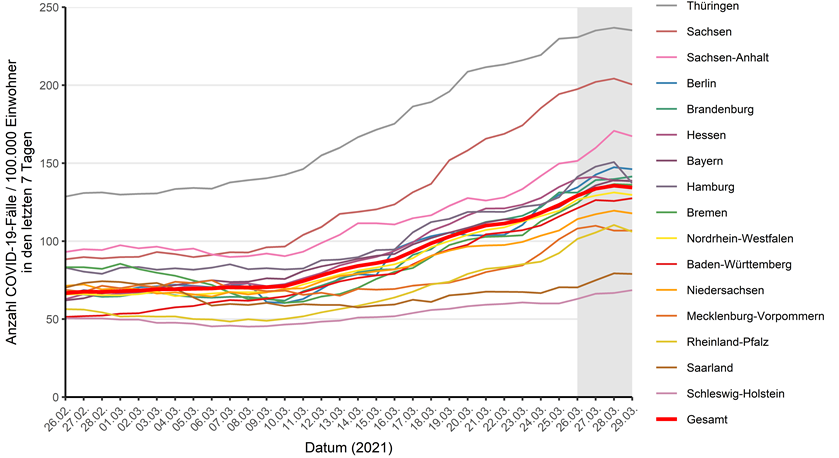 Anzahl COVID-19-Fälle / 100.000 Einwohner
in den letzten 7 Tagen
250
200
150
100
50
0
26.02.
27.02.
28.02.
01.03.
02.03.
03.03.
04.03.
05.03.
06.03.
07.03.
08.03.
09.03.
10.03.
11.03.
12.03.
13.03.
14.03.
15.03.
16.03.
17.03.
18.03.
19.03.
20.03.
21.03.
22.03.
23.03.
24.03.
25.03.
26.03.
27.03.
28.03.
29.03.
Datum (2021)
Thüringen
Sachsen
Sachsen-Anhalt
Berlin
Brandenburg
Hessen
Bayern
Hamburg
Bremen
Nordrhein-Westfalen
Baden-Württemberg
Niedersachsen
Mecklenburg-Vorpommern
Rheinland-Pfalz
Saarland
Schleswig-Holstein
Gesamt